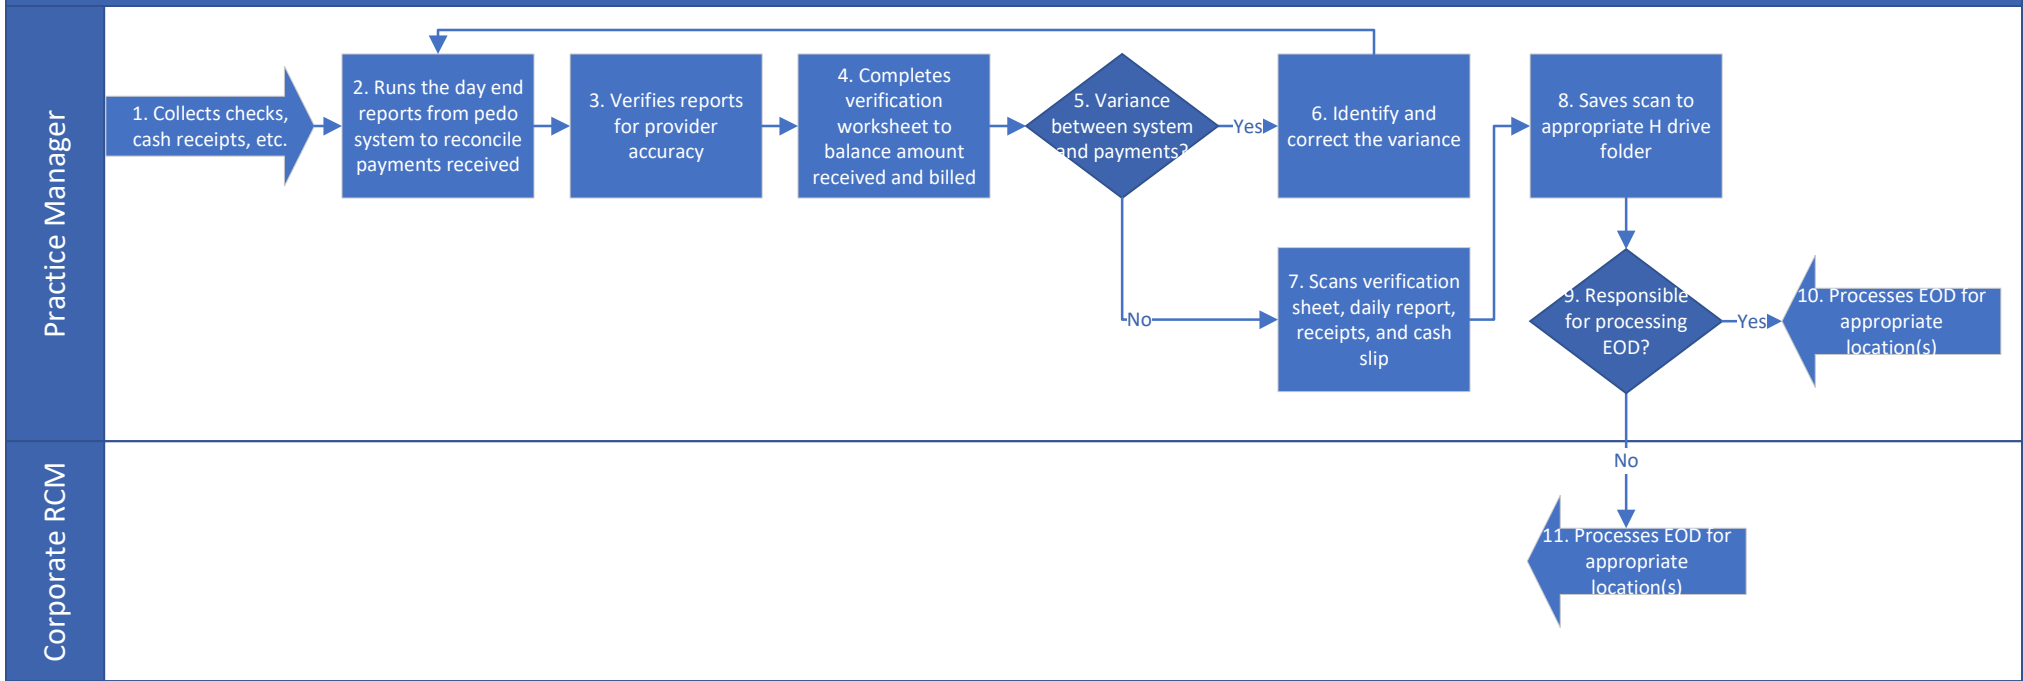 Practice Manager
1. Collects checks,
cash receipts, etc.
2. Runs the day end
reports from pedo
system to reconcile
payments received
3. Verifies reports
for provider
accuracy
4. Completes
verification
worksheet to
balance amount
received and billed
5. Variance
between system
and payments?
Yes
6. Identify and
correct the variance
No
7. Scans verification
sheet, daily report,
receipts, and cash
slip
8. Saves scan to
appropriate H drive
folder
9. Responsible
for processing
EOD?
Yes
10. Processes EOD for
appropriate
location(s)
Corporate RCM
No
11. Processes EOD for
appropriate
location(s)